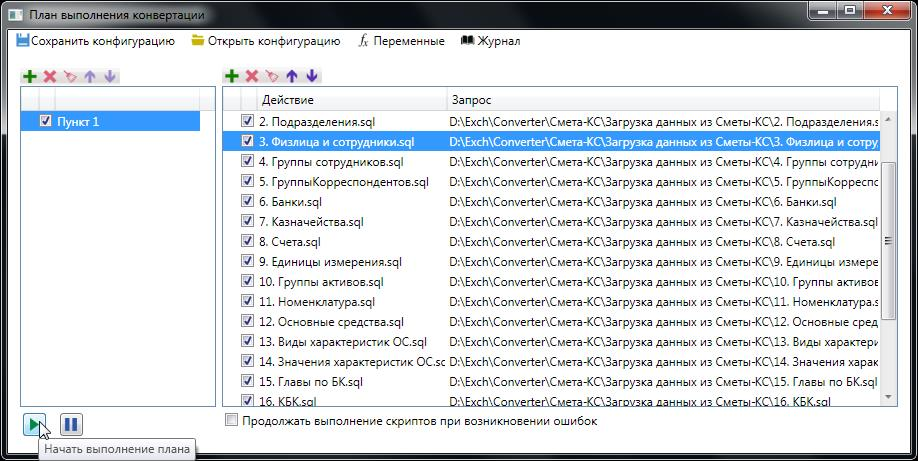 План выполнения конвертации
Сохранить конфигурацию Открыть конфигурацию fx Переменные Журнал
Действие Запрос
Пункт 1
2. Подразделения.sql D:\Exch\Converter\Смета-КС\Загрузка данных из Сметы-КС\2. Подразделения.s
3. Физлица и сотрудники.sql D:\Exch\Converter\Смета-КС\Загрузка данных из Сметы-КС\3. Физлица и сотру
4. Группы сотрудников.sql D:\Exch\Converter\Смета-КС\Загрузка данных из Сметы-КС\4. Группы сотрудни
5. ГруппыКорреспондентов.sql D:\Exch\Converter\Смета-КС\Загрузка данных из Сметы-КС\5. ГруппыКорреспо
6. Банки.sql D:\Exch\Converter\Смета-КС\Загрузка данных из Сметы-КС\6. Банки.sql
7. Казначейства.sql D:\Exch\Converter\Смета-КС\Загрузка данных из Сметы-КС\7. Казначейства.sql
8. Счета.sql D:\Exch\Converter\Смета-КС\Загрузка данных из Сметы-КС\8. Счета.sql
9. Единицы измерения.sql D:\Exch\Converter\Смета-КС\Загрузка данных из Сметы-КС\9. Единицы измерен
10. Группы активов.sql D:\Exch\Converter\Смета-КС\Загрузка данных из Сметы-КС\10. Группы активов.
11. Номенклатура.sql D:\Exch\Converter\Смета-КС\Загрузка данных из Сметы-КС\11. Номенклатура.s
12. Основные средства.sql D:\Exch\Converter\Смета-КС\Загрузка данных из Сметы-КС\12. Основные сред
13. Виды характеристик ОС.sql D:\Exch\Converter\Смета-КС\Загрузка данных из Сметы-КС\13. Виды характери
14. Значения характеристик ОС.sc D:\Exch\Converter\Смета-КС\Загрузка данных из Сметы-КС\14. Значения харак
15. Главы по БК.sql D:\Exch\Converter\Смета-КС\Загрузка данных из Сметы-КС\15. Главы по БК.sql
16. КБК.sql D:\Exch\Converter\Смета-КС\Загрузка данных из Сметы-КС\16. КБК.sql
Продолжать выполнение скриптов при возникновении ошибок
Начать выполнение плана